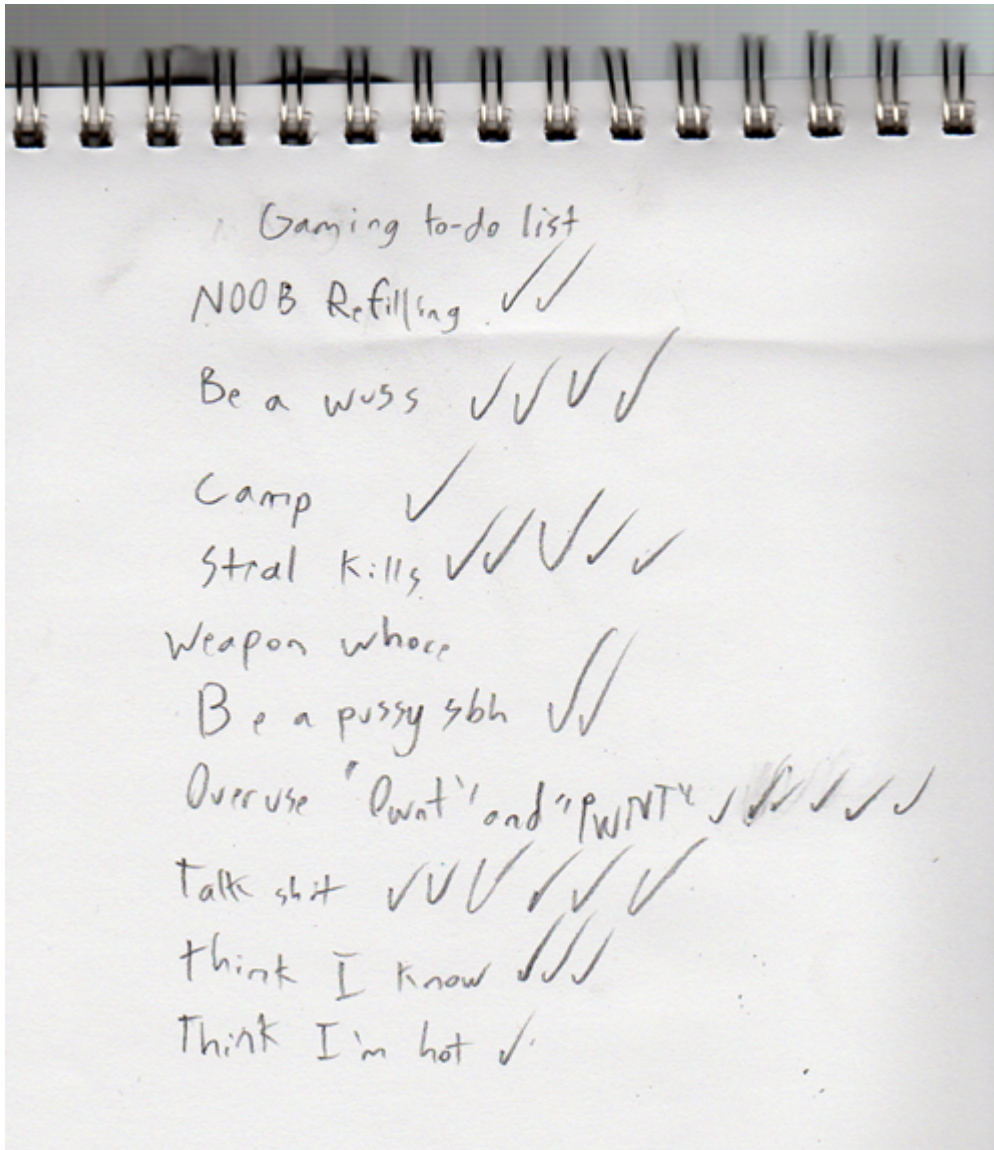 Gaming to-do list
NOOB Refilling ✓✓
Be a wuss ✓✓✓✓
Camp ✓
Steal kills ✓✓✓✓✓
Weapon whore
Be a pussy sbh ✓✓
Overuse "Ownt" and "PWNT" ✓✓✓✓✓✓
Talk shit ✓✓✓✓✓✓
think I know ✓✓✓
Think I'm hot ✓